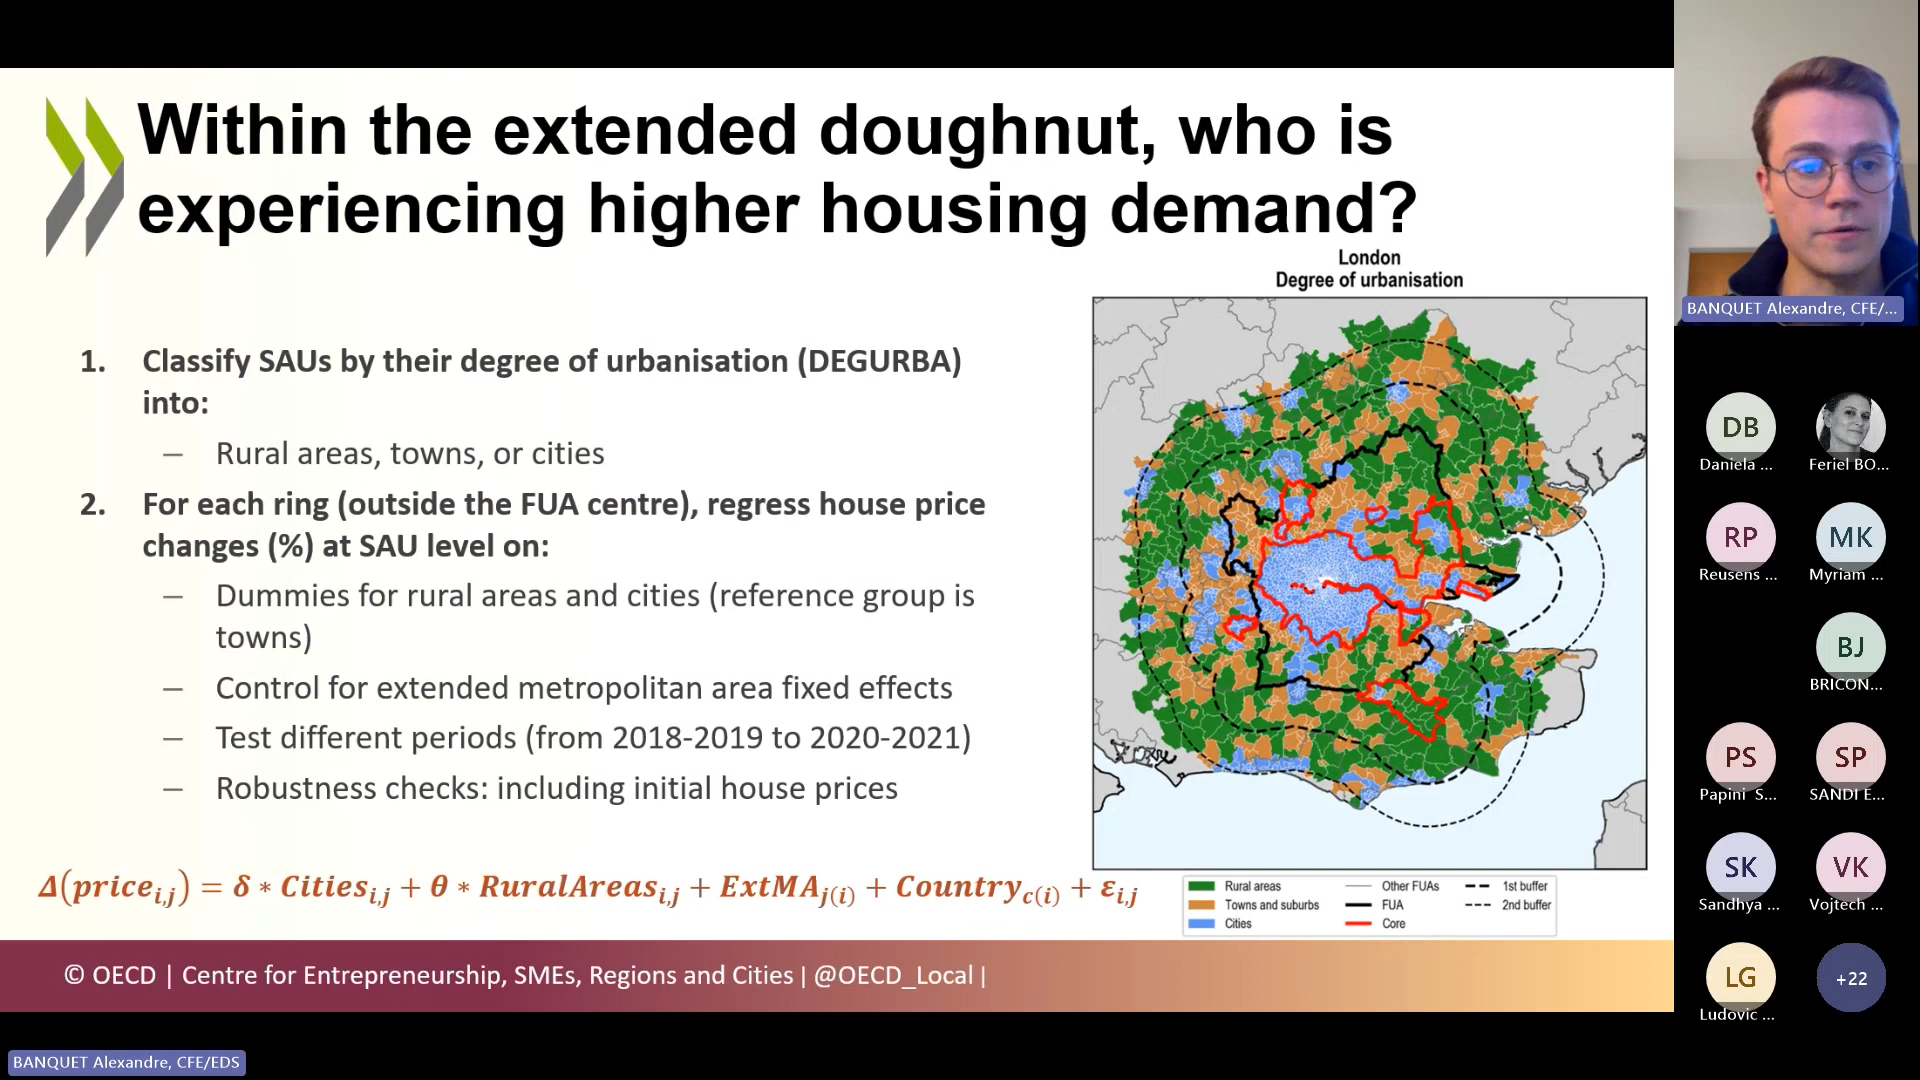 Within the extended doughnut, who is
experiencing higher housing demand?
London
Degree of urbanisation
1. Classify SAUs by their degree of urbanisation (DEGURBA)
into:
– Rural areas, towns, or cities
2. For each ring (outside the FUA centre), regress house price
changes (%) at SAU level on:
– Dummies for rural areas and cities (reference group is
towns)
– Control for extended metropolitan area fixed effects
– Test different periods (from 2018-2019 to 2020-2021)
– Robustness checks: including initial house prices
Δ(price_{i,j}) = δ * Cities_{i,j} + θ * RuralAreas_{i,j} + ExtMA_{j(i)} + Country_{c(i)} + ε_{i,j}
Rural areas
Towns and suburbs
Cities
Other FUAs
FUA
Core
1st buffer
2nd buffer
© OECD | Centre for Entrepreneurship, SMEs, Regions and Cities | @OECD_Local |
BANQUET Alexandre, CFE/EDS
BANQUET Alexandre, CFE/...
DB
Daniela ...
Feriel BO...
RP
Reusens ...
MK
Myriam ...
BJ
BRICON...
PS
Papini S...
SP
SANDI E...
SK
Sandhya ...
VK
Vojtech ...
LG
Ludovic ...
+22